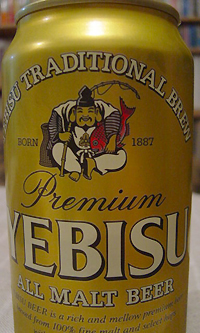 TRADITIONAL BREW
BORN 1887
Premium
YEBISU
ALL MALT BEER
BEER is a rich and mellow
from 100% fine malt and select